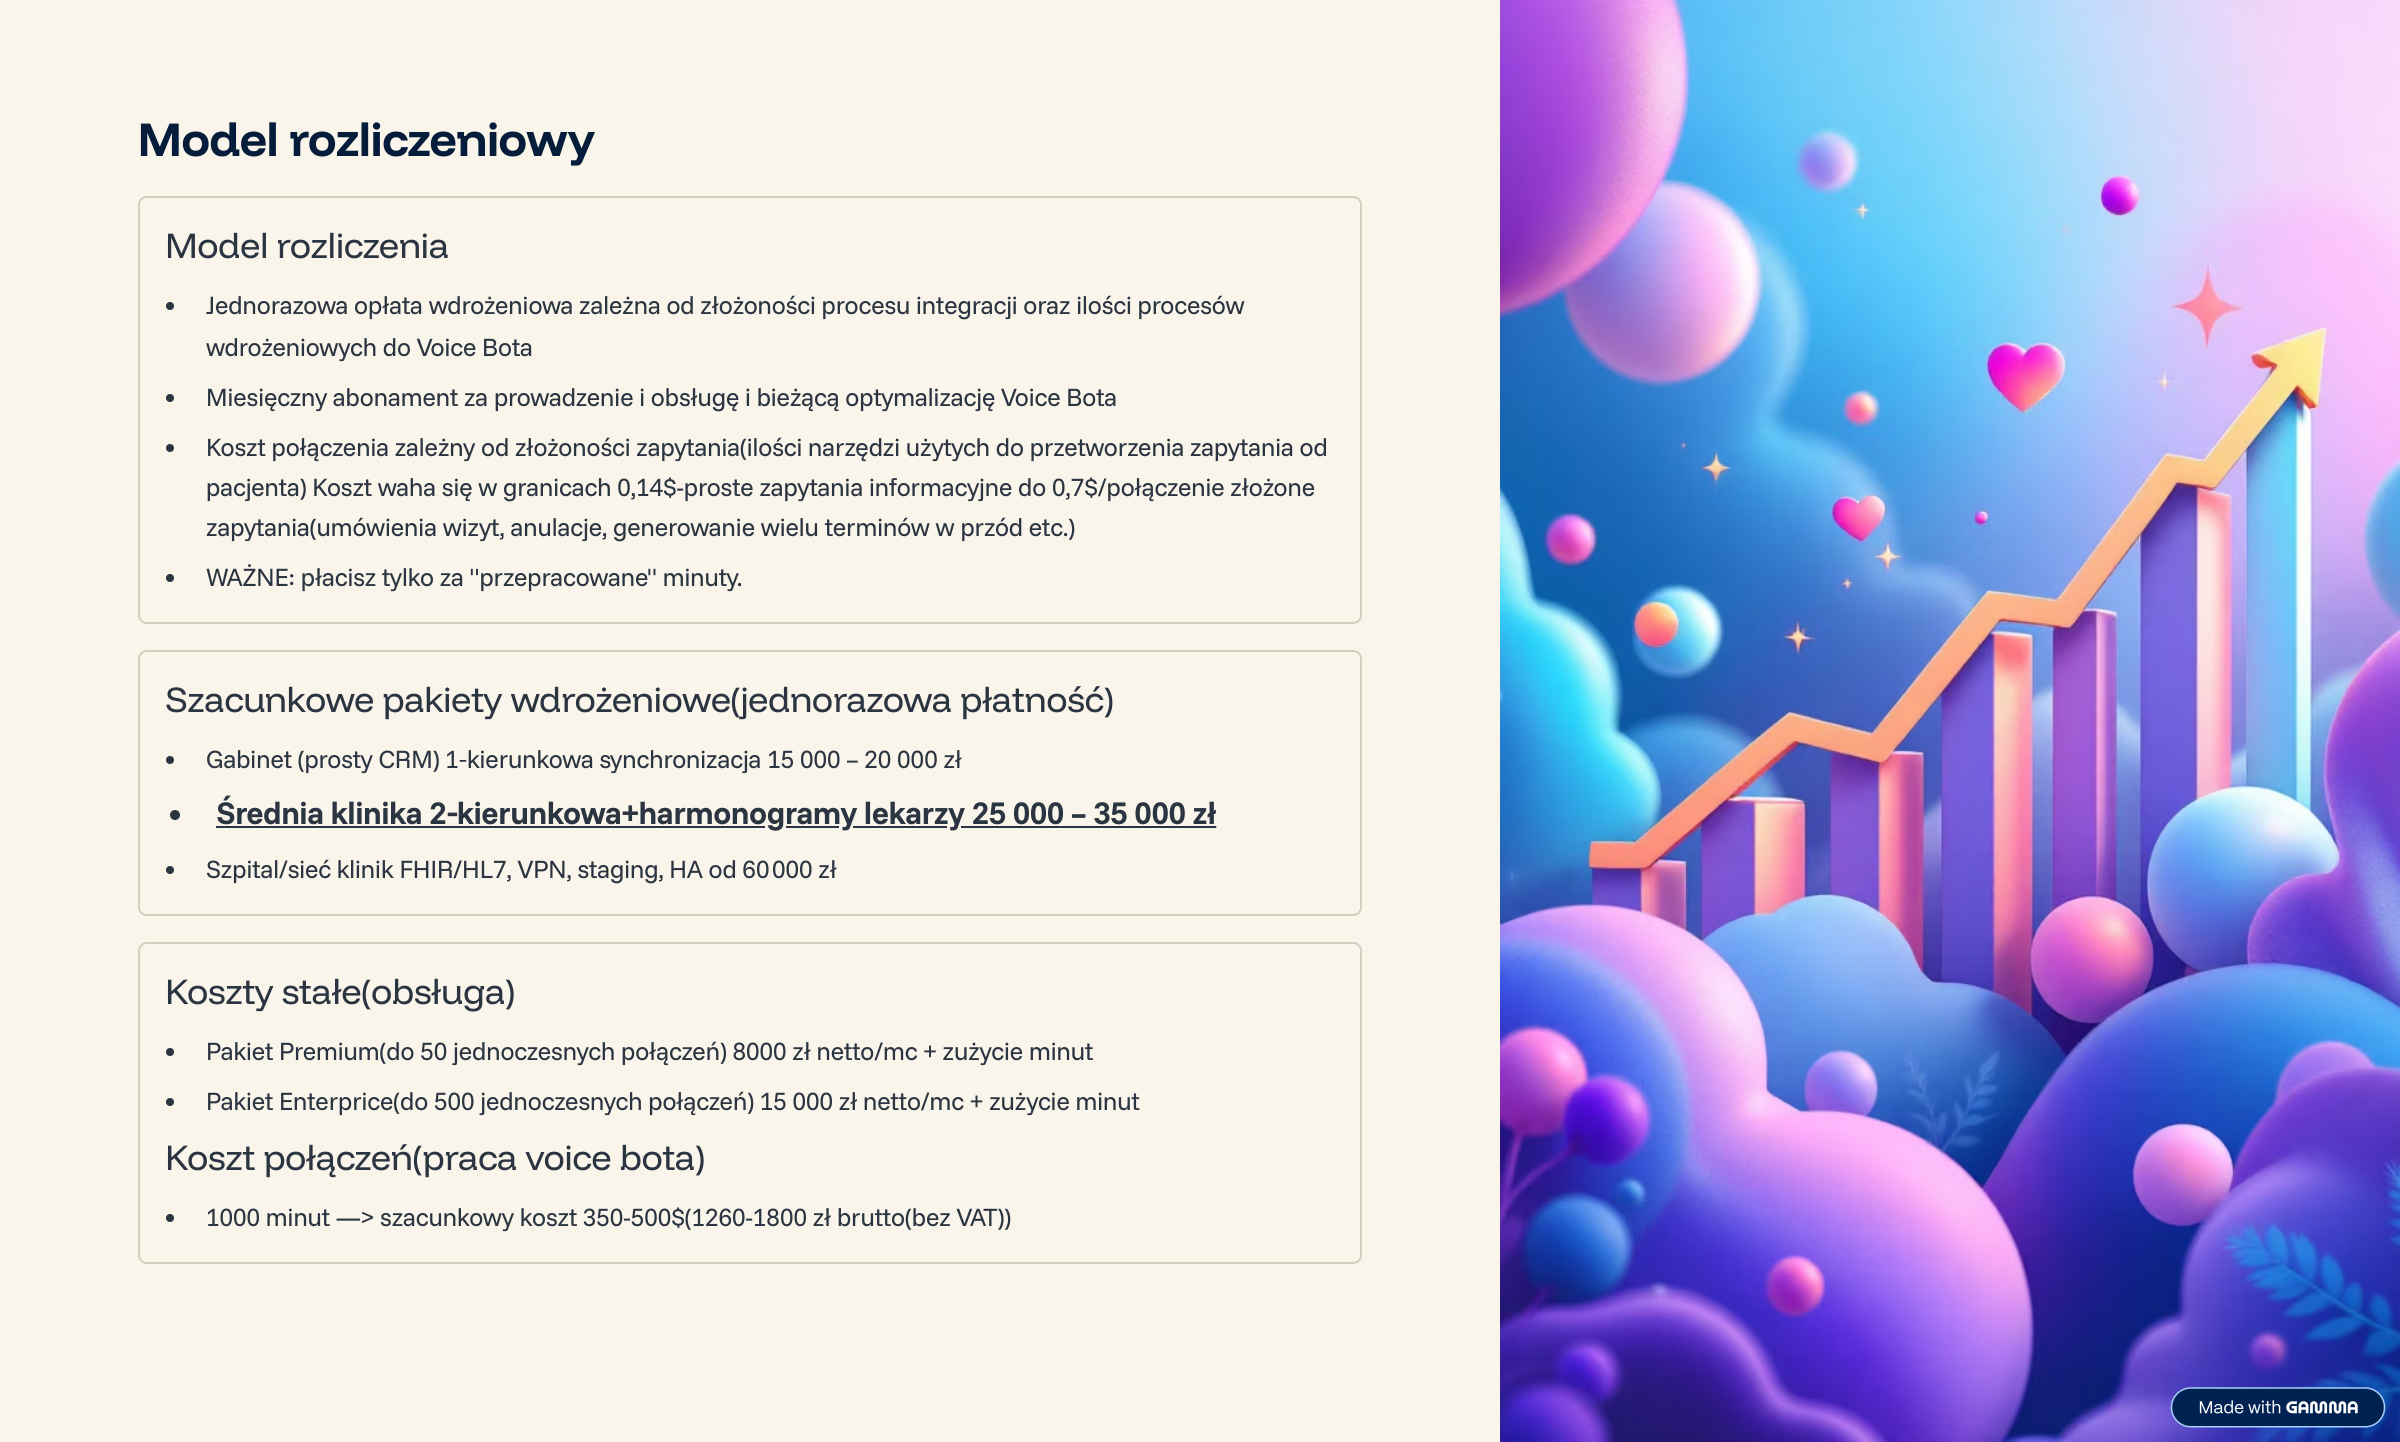 Model rozliczeniowy
Model rozliczenia
• Jednorazowa opłata wdrożeniowa zależna od złożoności procesu integracji oraz ilości procesów
wdrożeniowych do Voice Bota
• Miesięczny abonament za prowadzenie i obsługę i bieżącą optymalizację Voice Bota
• Koszt połączenia zależny od złożoności zapytania(ilości narzędzi użytych do przetworzenia zapytania od
pacjenta) Koszt waha się w granicach 0,14$-proste zapytania informacyjne do 0,7$/połączenie złożone
zapytania(umówienia wizyt, anulacje, generowanie wielu terminów w przód etc.)
• WAŻNE: płacisz tylko za "przepracowane" minuty.
Szacunkowe pakiety wdrożeniowe(jednorazowa płatność)
• Gabinet (prosty CRM) 1-kierunkowa synchronizacja 15 000 – 20 000 zł
• Średnia klinika 2-kierunkowa+harmonogramy lekarzy 25 000 – 35 000 zł
• Szpital/sieć klinik FHIR/HL7, VPN, staging, HA od 60 000 zł
Koszty stałe(obsługa)
• Pakiet Premium(do 50 jednoczesnych połączeń) 8000 zł netto/mc + zużycie minut
• Pakiet Enterprice(do 500 jednoczesnych połączeń) 15 000 zł netto/mc + zużycie minut
Koszt połączeń(praca voice bota)
• 1000 minut —> szacunkowy koszt 350-500$(1260-1800 zł brutto(bez VAT))
Made with GAMMA